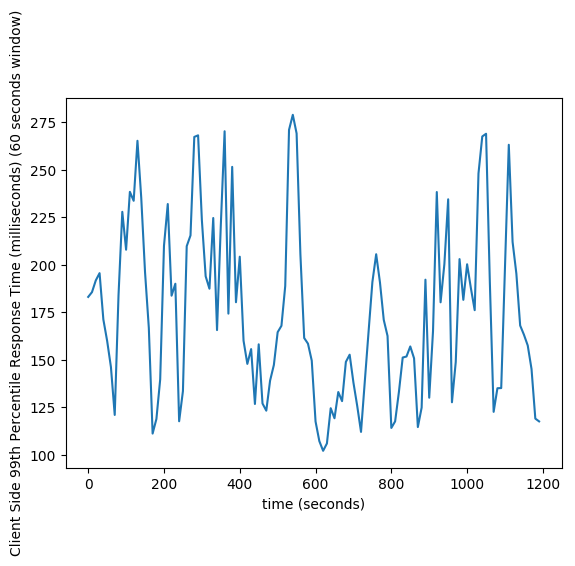 Client Side 99th Percentile Response Time (milliseconds) (60 seconds window)
275
250
225
200
175
150
125
100
0 200 400 600 800 1000 1200
time (seconds)